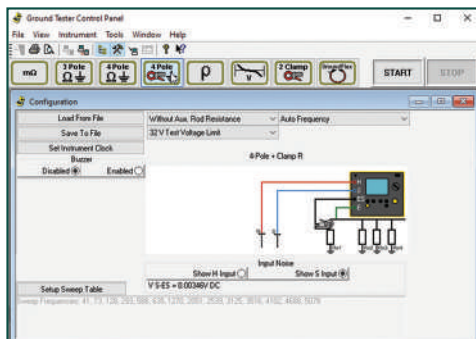 Ground Tester Control Panel
File View Instrument Tools Window Help
mΩ
3 Pole
Ω
4 Pole
Ω
4 Pole
ρ
V
2 Clamp
GroundFlex
START
STOP
Configuration
Load From File
Without Aux. Rod Resistance
Auto Frequency
Save To File
32 V Test Voltage Limit
Set Instrument Clock
Buzzer
4-Pole + Clamp R
Disabled
Enabled
H
S
ES
E
Input Noise
Show H Input
Show S Input
Setup Sweep Table
V S-ES = 0.00346V DC